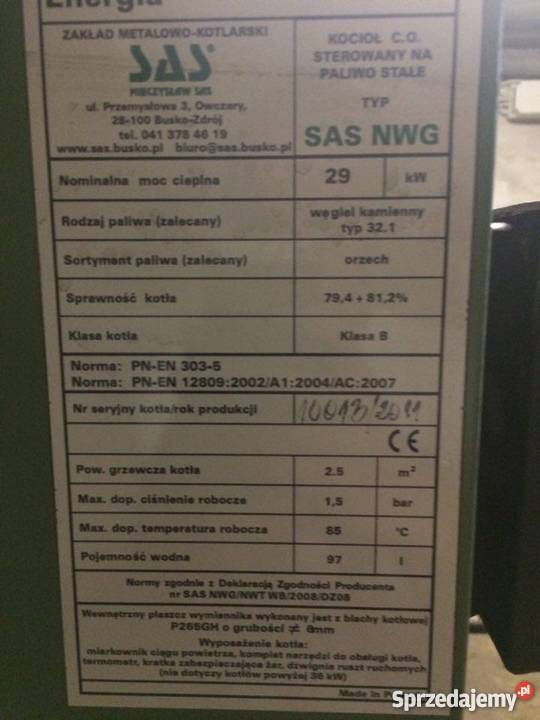 Energia
ZAKŁAD METALOWO-KOTLARSKI
SAS
MIECZYSŁAW SAS
ul. Przemysłowa 3, Owczary,
28-100 Busko-Zdrój
tel. 041 378 46 19
www.sas.busko.pl biuro@sas.busko.pl
KOCIOŁ C.O.
STEROWANY NA
PALIWO STAŁE
TYP
SAS NWG
Nominalna moc cieplna 29 kW
Rodzaj paliwa (zalecany) węgiel kamienny
typ 32.1
Sortyment paliwa (zalecany) orzech
Sprawność kotła 79,4 ÷ 81,2%
Klasa kotła Klasa B
Norma: PN-EN 303-5
Norma: PN-EN 12809:2002/A1:2004/AC:2007
Nr seryjny kotła/rok produkcji 10013/2011
CE
Pow. grzewcza kotła 2.5 m²
Max. dop. ciśnienie robocze 1,5 bar
Max. dop. temperatura robocza 85 °C
Pojemność wodna 97 l
Normy zgodnie z Deklaracją Zgodności Producenta
nr SAS NWG/NWT WB/2008/DZ08
Wewnętrzny płaszcz wymiennika wykonany jest z blachy kotłowej
P265GH o grubości ≠ 6mm
Wyposażenie kotła:
miarkownik ciągu powietrza, komplet narzędzi do obsługi kotła,
termometr, kratka zabezpieczająca żar, dźwignia ruszt ruchomych
(nie dotyczy kotłów powyżej 36 kW)
Made in
Sprzedajemy.pl